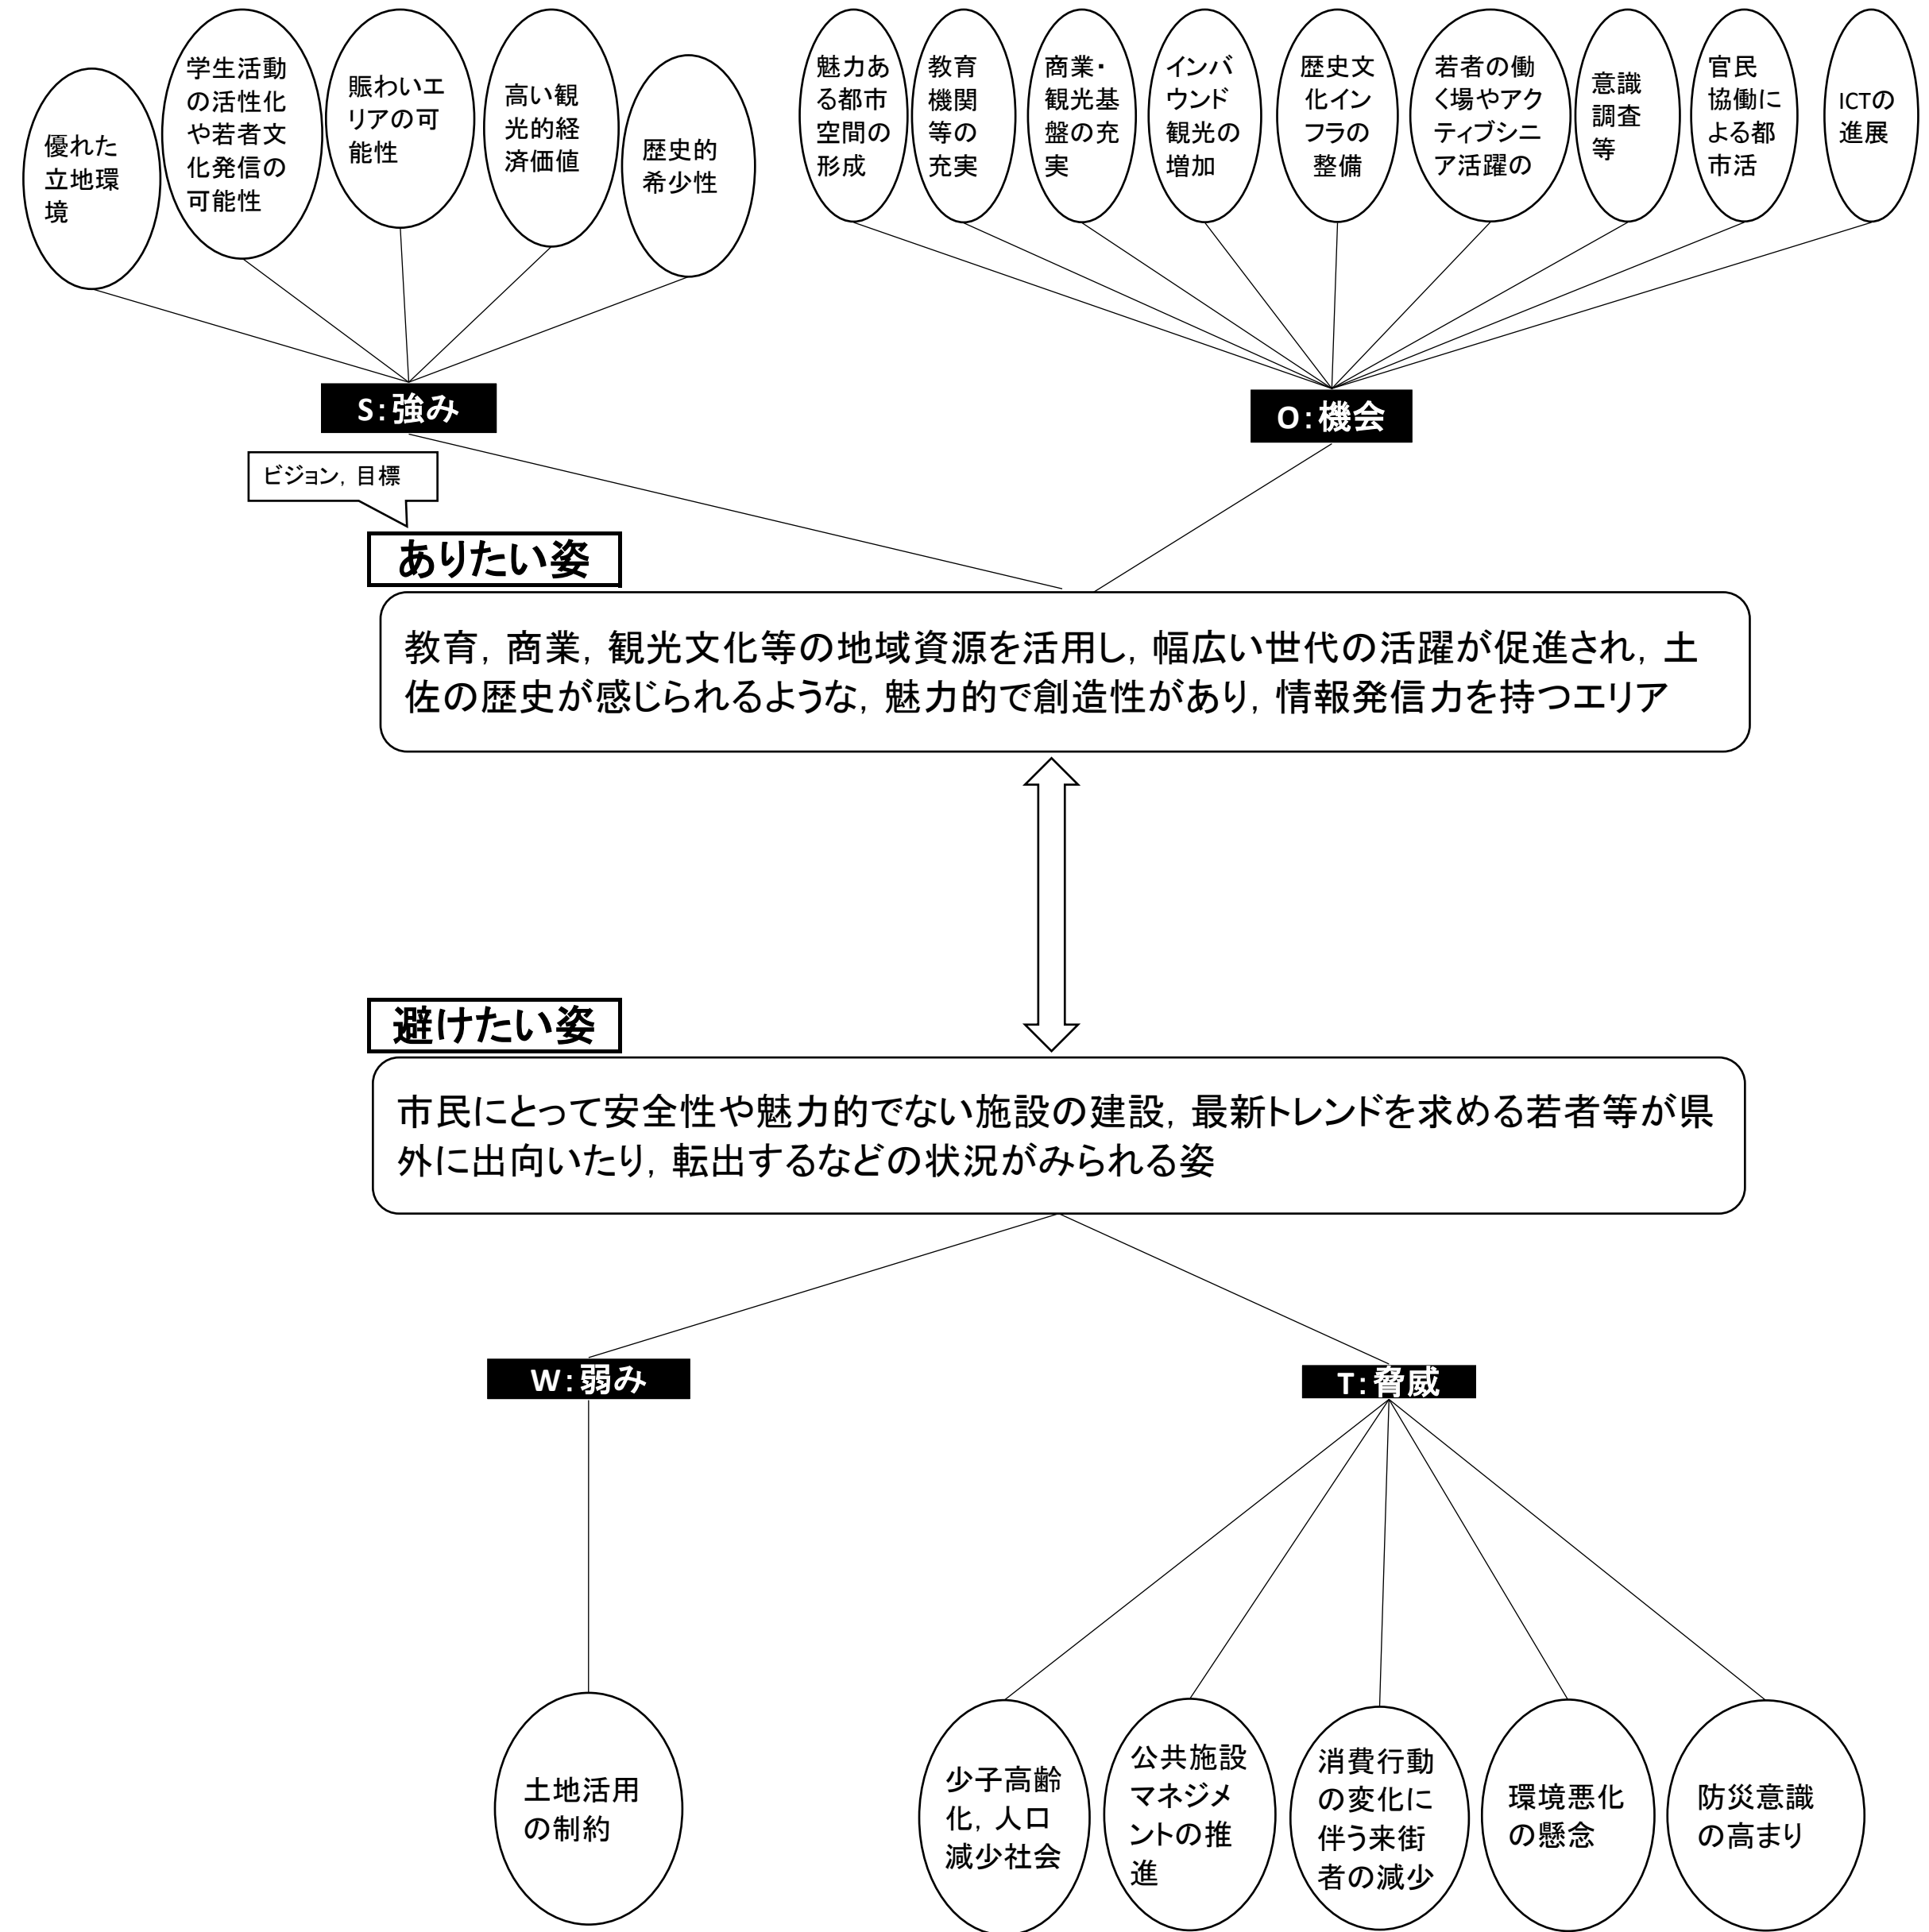 優れた
立地環
境
学生活動
の活性化
や若者文
化発信の
可能性
賑わいエ
リアの可
能性
高い観
光的経
済価値
歴史的
希少性
魅力あ
る都市
空間の
形成
教育
機関
等の
充実
商業・
観光基
盤の充
実
インバ
ウンド
観光の
増加
歴史文
化イン
フラの
整備
若者の働
く場やアク
ティブシニ
ア活躍の
意識
調査
等
官民
協働に
よる都
市活
ICTの
進展
S:強み
O:機会
ビジョン，目標
ありたい姿
教育，商業，観光文化等の地域資源を活用し，幅広い世代の活躍が促進され，土
佐の歴史が感じられるような，魅力的で創造性があり，情報発信力を持つエリア
避けたい姿
市民にとって安全性や魅力的でない施設の建設，最新トレンドを求める若者等が県
外に出向いたり，転出するなどの状況がみられる姿
W:弱み
T:脅威
土地活用
の制約
少子高齢
化，人口
減少社会
公共施設
マネジメ
ントの推
進
消費行動
の変化に
伴う来街
者の減少
環境悪化
の懸念
防災意識
の高まり